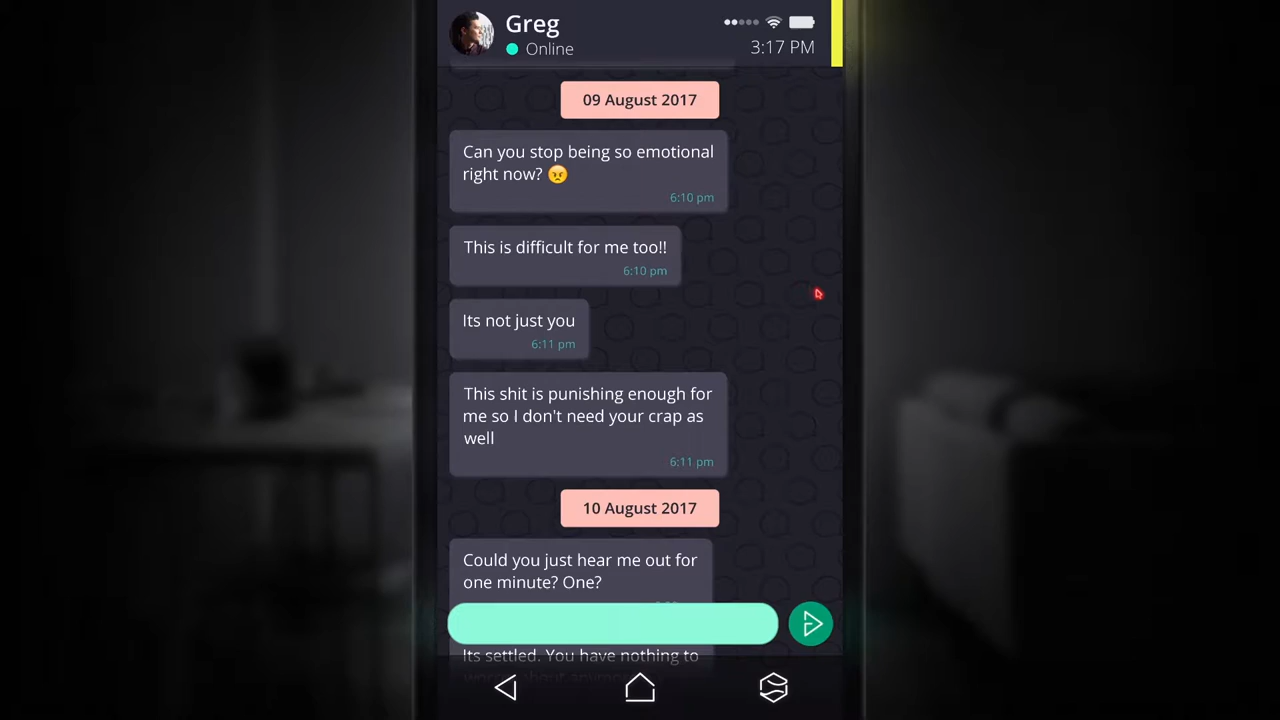 Greg
Online
3:17 PM
09 August 2017
Can you stop being so emotional
right now? 😠
6:10 pm
This is difficult for me too!!
6:10 pm
Its not just you
6:11 pm
This shit is punishing enough for
me so I don't need your crap as
well
6:11 pm
10 August 2017
Could you just hear me out for
one minute? One?
Its settled. You have nothing to